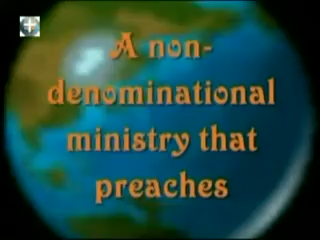 A non-
denominational
ministry that
preaches